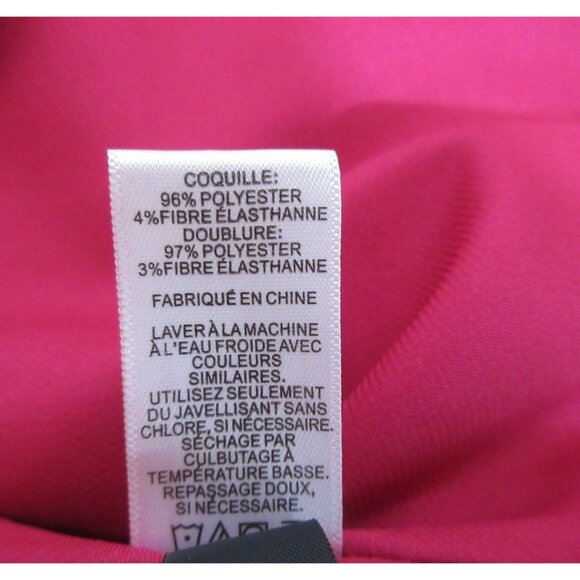 COQUILLE:
96% POLYESTER
4%FIBRE ÉLASTHANNE
DOUBLURE:
97% POLYESTER
3%FIBRE ÉLASTHANNE
FABRIQUÉ EN CHINE
LAVER À LA MACHINE
À L'EAU FROIDE AVEC
COULEURS
SIMILAIRES.
UTILISEZ SEULEMENT
DU JAVELLISANT SANS
CHLORE, SI NÉCESSAIRE.
SÉCHAGE PAR
CULBUTAGE À
TEMPÉRATURE BASSE.
REPASSAGE DOUX,
SI NÉCESSAIRE.